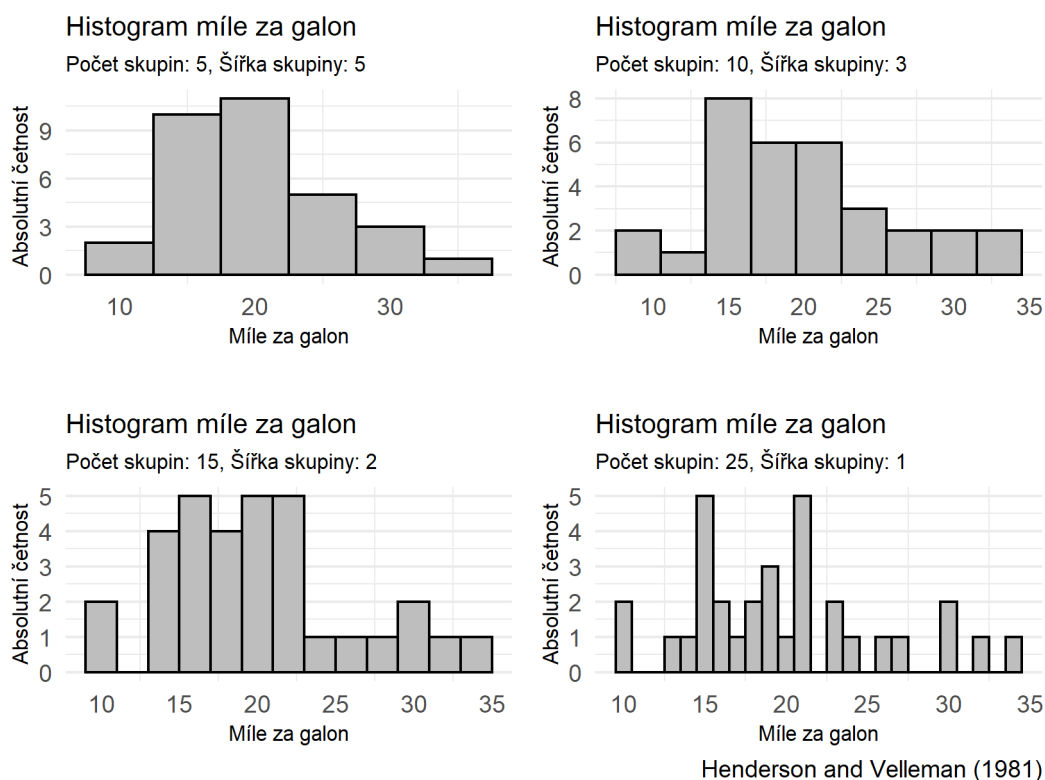 Histogram míle za galon
Počet skupin: 5, Šířka skupiny: 5
Absolutní četnost
9
6
3
0
10 20 30
Míle za galon
Histogram míle za galon
Počet skupin: 10, Šířka skupiny: 3
Absolutní četnost
8
6
4
2
0
10 15 20 25 30 35
Míle za galon
Histogram míle za galon
Počet skupin: 15, Šířka skupiny: 2
Absolutní četnost
5
4
3
2
1
0
10 15 20 25 30 35
Míle za galon
Histogram míle za galon
Počet skupin: 25, Šířka skupiny: 1
Absolutní četnost
5
4
3
2
1
0
10 15 20 25 30 35
Míle za galon
Henderson and Velleman (1981)